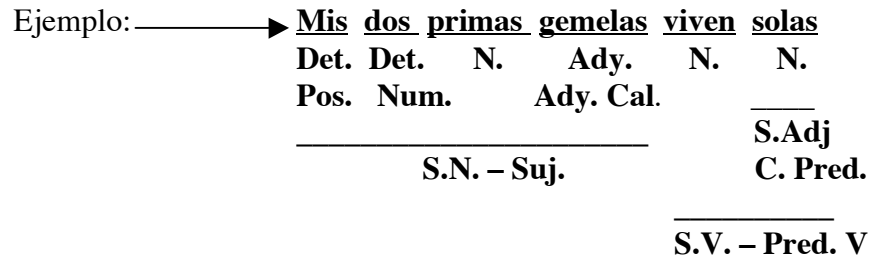 Ejemplo: Mis dos primas gemelas viven solas
Det. Det. N. Ady. N. N.
Pos. Num. Ady. Cal.
S.Adj
S.N. – Suj. C. Pred.
S.V. – Pred. V